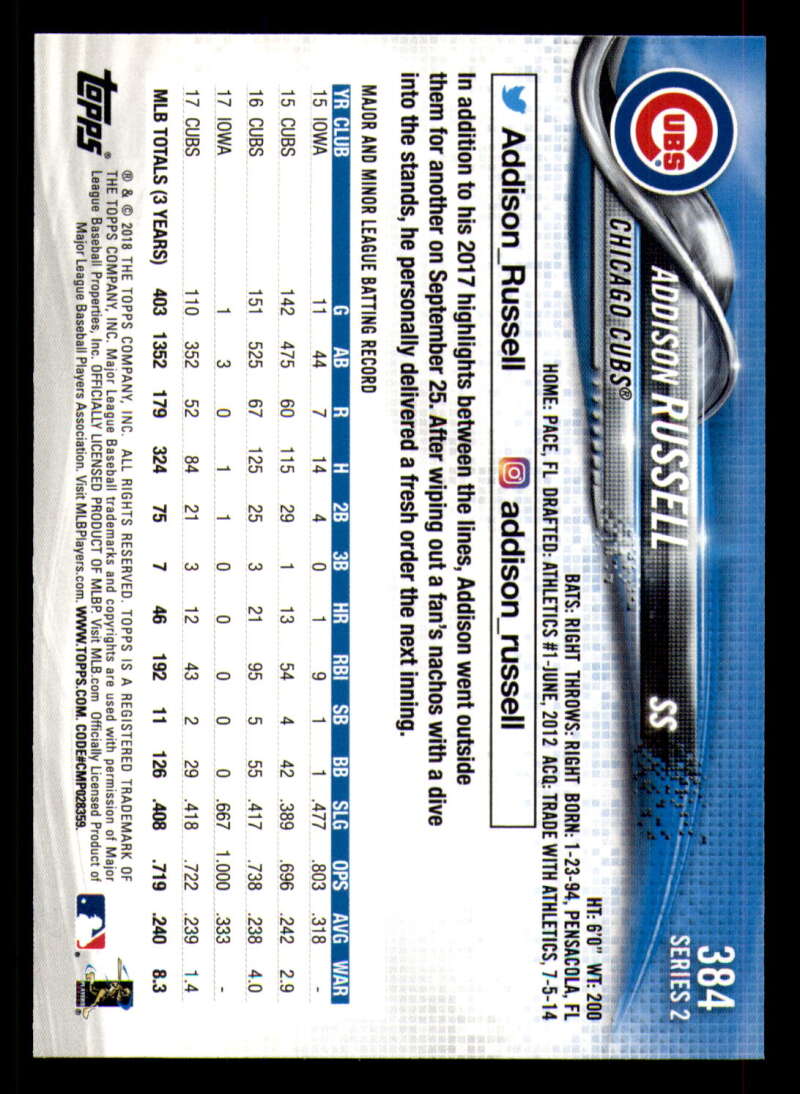 384
SERIES 2
CUBS
ADDISON RUSSELL SS
CHICAGO CUBS®
HT: 6'0" WT: 200
BATS: RIGHT THROWS: RIGHT BORN: 1-23-94, PENSACOLA, FL
HOME: PACE, FL DRAFTED: ATHLETICS #1-JUNE, 2012 ACQ: TRADE WITH ATHLETICS, 7-5-14
Addison_Russell addison_russell
In addition to his 2017 highlights between the lines, Addison went outside
them for another on September 25. After wiping out a fan's nachos with a dive
into the stands, he personally delivered a fresh order the next inning.
MAJOR AND MINOR LEAGUE BATTING RECORD
YR CLUB G AB R H 2B 3B HR RBI SB BB SLG OPS AVG WAR
15 IOWA 11 44 7 14 4 0 1 9 1 1 .477 .803 .318 -
15 CUBS 142 475 60 115 29 1 13 54 4 42 .389 .696 .242 2.9
16 CUBS 151 525 67 125 25 3 21 95 5 55 .417 .738 .238 4.0
17 IOWA 1 3 0 1 1 0 0 0 0 0 .667 1.000 .333 -
17 CUBS 110 352 52 84 21 3 12 43 2 29 .418 .722 .239 1.4
MLB TOTALS (3 YEARS) 403 1352 179 324 75 7 46 192 11 126 .408 .719 .240 8.3
topps®
® & © 2018 THE TOPPS COMPANY, INC. ALL RIGHTS RESERVED. TOPPS IS A REGISTERED TRADEMARK OF
THE TOPPS COMPANY, INC. Major League Baseball trademarks and copyrights are used with permission of Major
League Baseball Properties, Inc. OFFICIALLY LICENSED PRODUCT OF MLBP. Visit MLB.com Officially Licensed Product of
Major League Baseball Players Association. Visit MLBPlayers.com. WWW.TOPPS.COM. CODE#CMP028359.